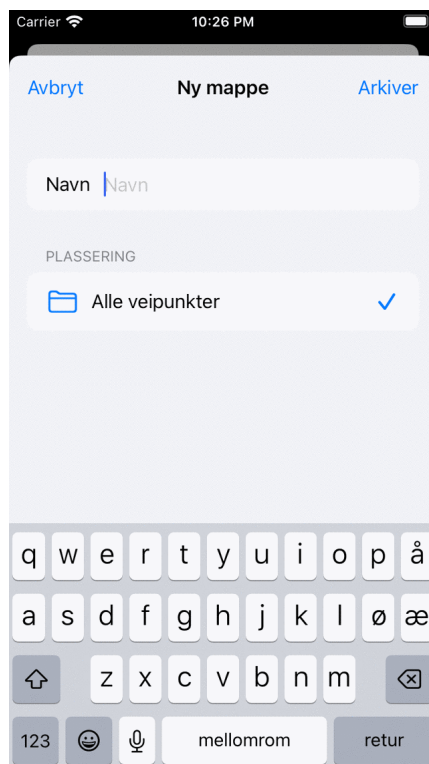 Carrier 10:26 PM
Avbryt Ny mappe Arkiver
Navn Navn
PLASSERING
Alle veipunkter
q w e r t y u i o p å
a s d f g h j k l ø æ
z x c v b n m
123 mellomrom retur